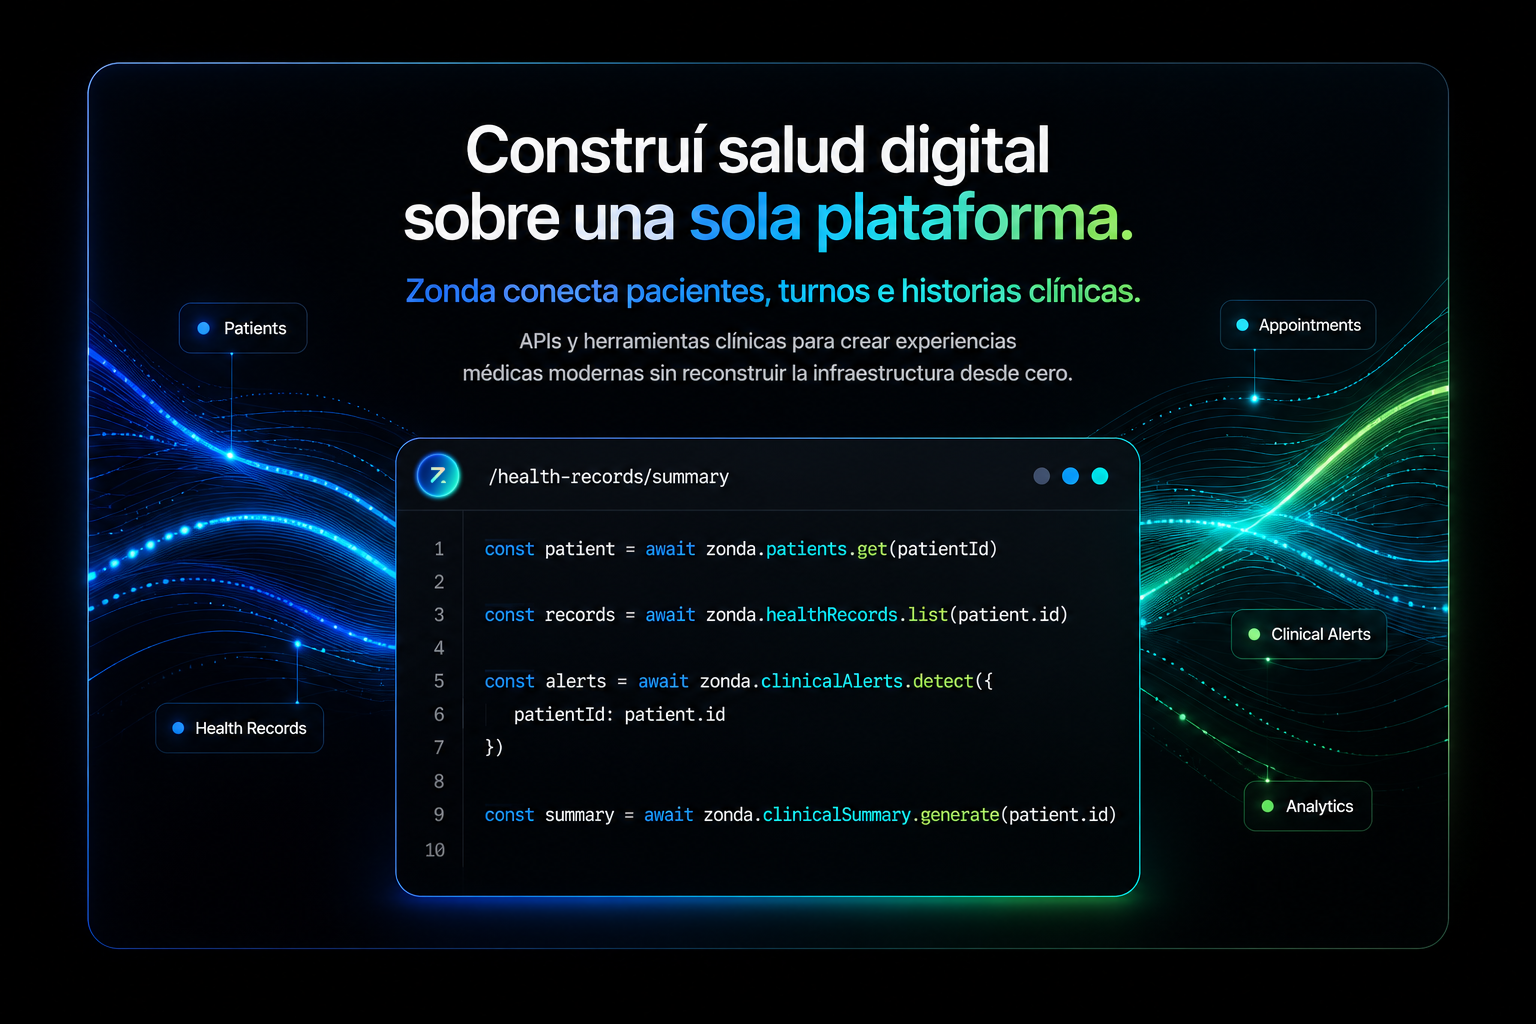 Construí salud digital
sobre una sola plataforma.
Zonda conecta pacientes, turnos e historias clínicas.
APIs y herramientas clínicas para crear experiencias
médicas modernas sin reconstruir la infraestructura desde cero.
Patients
Appointments
Z.
/health-records/summary
1 const patient = await zonda.patients.get(patientId)
2
3 const records = await zonda.healthRecords.list(patient.id)
4
5 const alerts = await zonda.clinicalAlerts.detect({
6 patientId: patient.id
7 })
8
9 const summary = await zonda.clinicalSummary.generate(patient.id)
10
Health Records
Clinical Alerts
Analytics